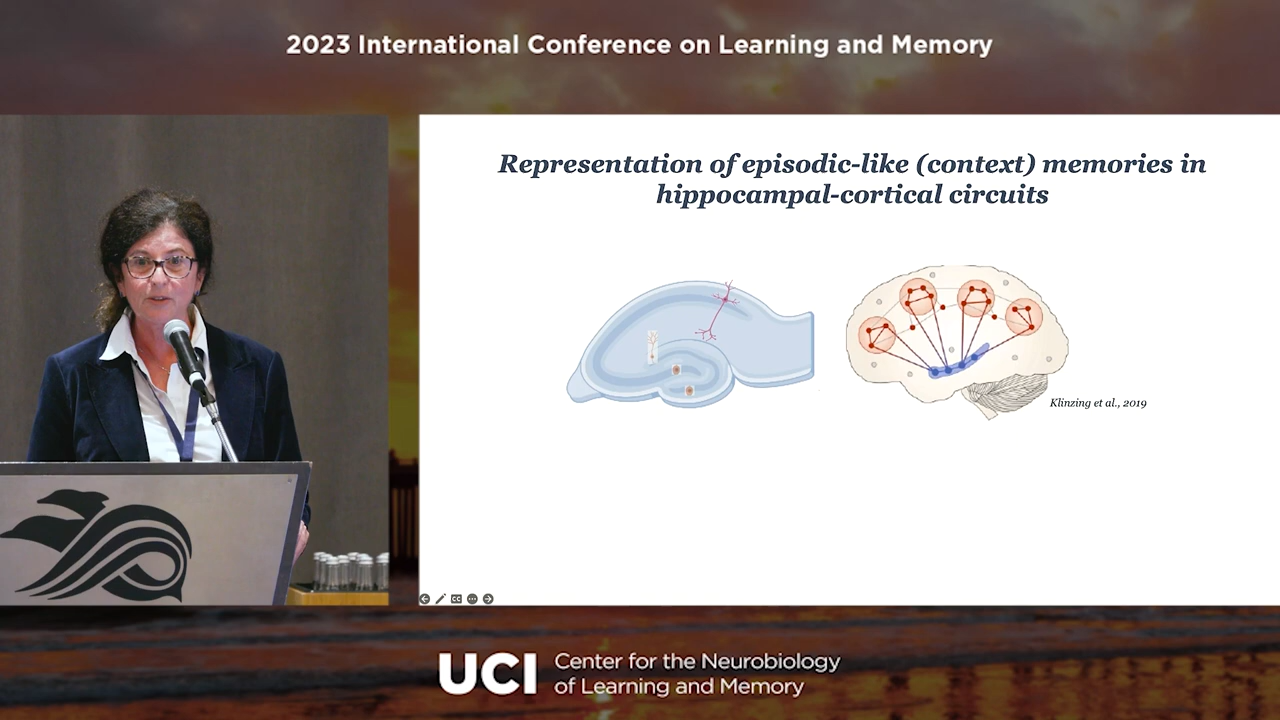 2023 International Conference on Learning and Memory
Representation of episodic-like (context) memories in
hippocampal-cortical circuits
Klinzing et al., 2019
CC
UCI
Center for the Neurobiology
of Learning and Memory